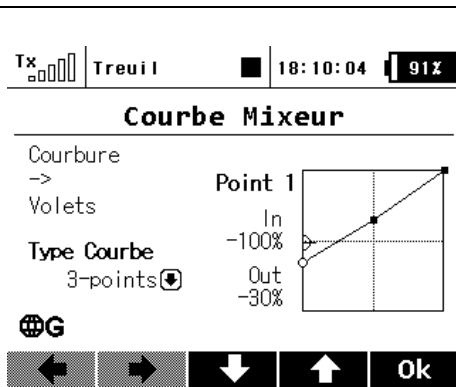 Tx Treuil 18:10:04 91%
Courbe Mixeur
Courbure
->
Volets
Type Courbe
3-points
Point 1
In
-100%
Out
-30%
G
Ok